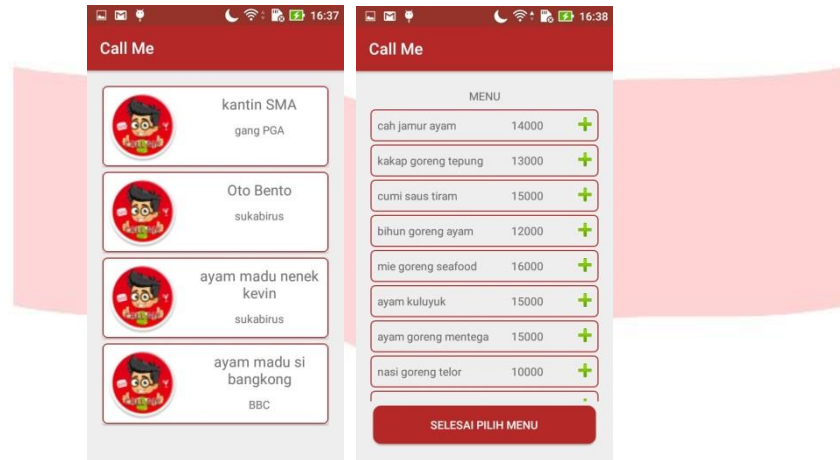 16:37
Call Me
kantin SMA
gang PGA
Oto Bento
sukabirus
ayam madu nenek
kevin
sukabirus
ayam madu si
bangkong
BBC
16:38
Call Me
MENU
cah jamur ayam 14000
kakap goreng tepung 13000
cumi saus tiram 15000
bihun goreng ayam 12000
mie goreng seafood 16000
ayam kuluyuk 15000
ayam goreng mentega 15000
nasi goreng telor 10000
SELESAI PILIH MENU